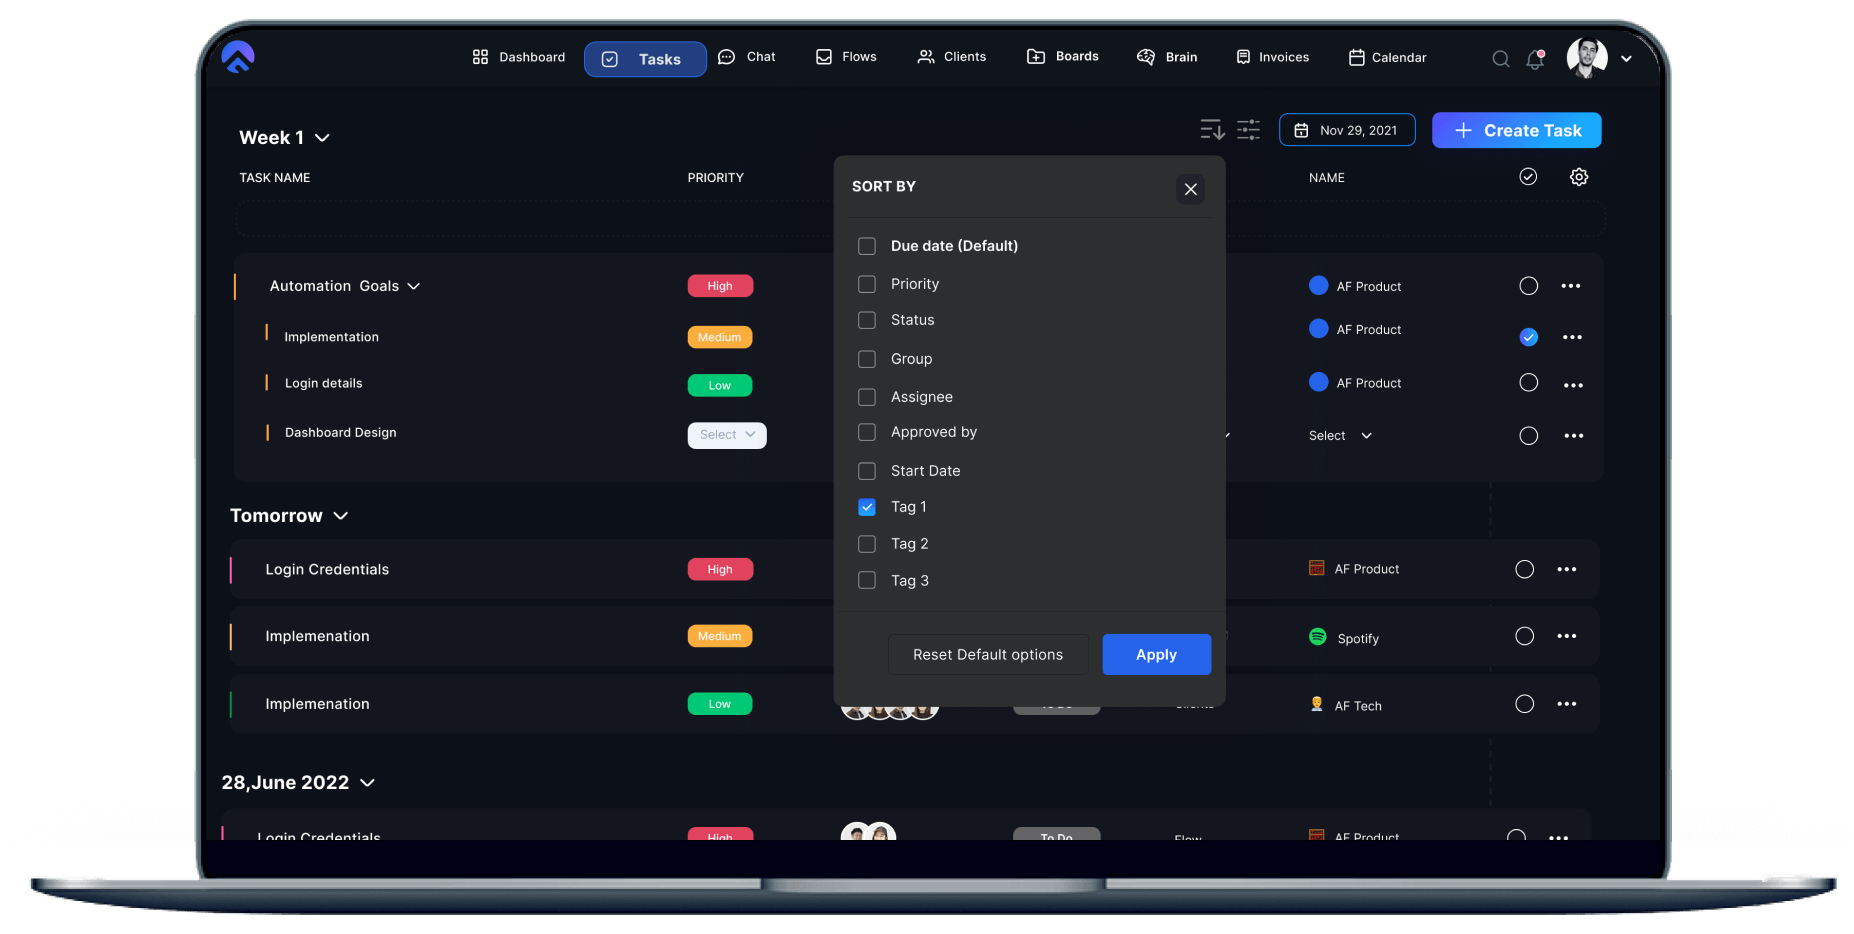 Dashboard Tasks Chat Flows Clients Boards Brain Invoices Calendar
Week 1 Nov 29, 2021 + Create Task
TASK NAME PRIORITY NAME
SORT BY
Due date (Default)
Priority
Status
Group
Assignee
Approved by
Start Date
Tag 1
Tag 2
Tag 3
Reset Default options Apply
Automation Goals High AF Product
Implementation Medium AF Product
Login details Low AF Product
Dashboard Design Select Select
Tomorrow
Login Credentials High AF Product
Implemenation Medium Spotify
Implemenation Low To Do Clients AF Tech
28,June 2022
Login Credentials High To Do Flow AF Product